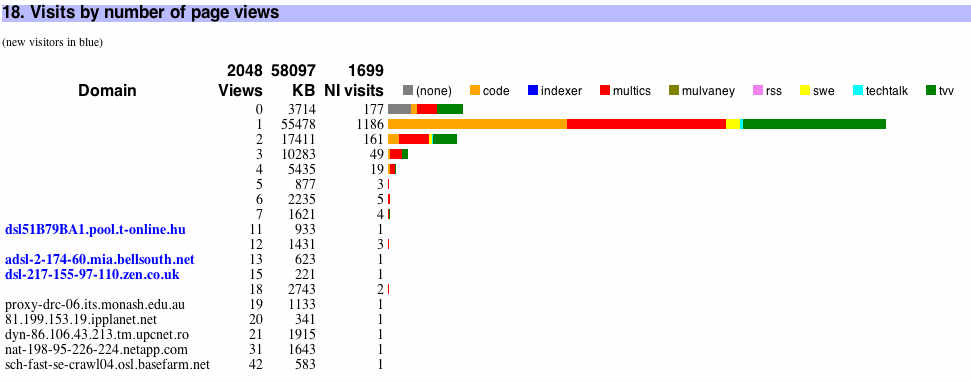 18. Visits by number of page views
(new visitors in blue)
2048 58097 1699
Domain Views KB NI visits (none) code indexer multics mulvaney rss swe techtalk tvv
0 3714 177
1 55478 1186
2 17411 161
3 10283 49
4 5435 19
5 877 3
6 2235 5
7 1621 4
dsl51B79BA1.pool.t-online.hu 11 933 1
12 1431 3
adsl-2-174-60.mia.bellsouth.net 13 623 1
dsl-217-155-97-110.zen.co.uk 15 221 1
18 2743 2
proxy-drc-06.its.monash.edu.au 19 1133 1
81.199.153.19.ipplanet.net 20 341 1
dyn-86.106.43.213.tm.upcnet.ro 21 1915 1
nat-198-95-226-224.netapp.com 31 1643 1
sch-fast-se-crawl04.osl.basefarm.net 42 583 1